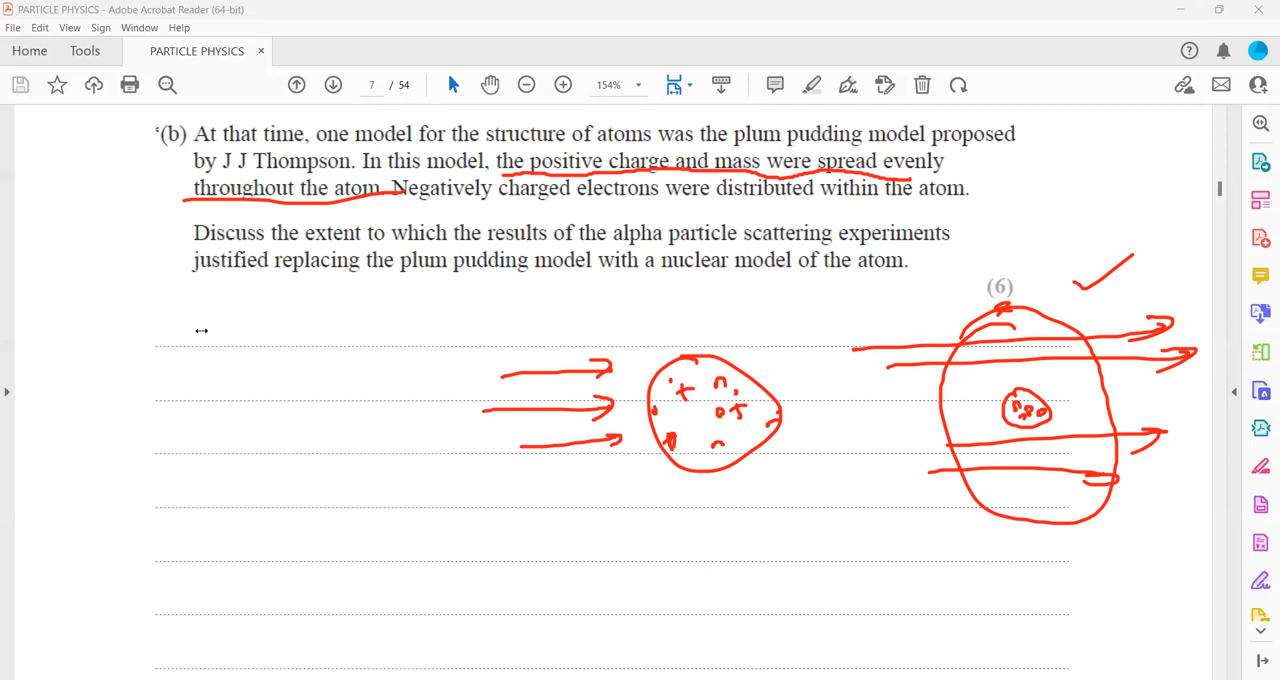 PARTICLE PHYSICS - Adobe Acrobat Reader (64-bit)
File Edit View Sign Window Help
Home Tools PARTICLE PHYSICS ×
7 / 54 154%
*(b) At that time, one model for the structure of atoms was the plum pudding model proposed
by J J Thompson. In this model, the positive charge and mass were spread evenly
throughout the atom. Negatively charged electrons were distributed within the atom.
Discuss the extent to which the results of the alpha particle scattering experiments
justified replacing the plum pudding model with a nuclear model of the atom.
(6)